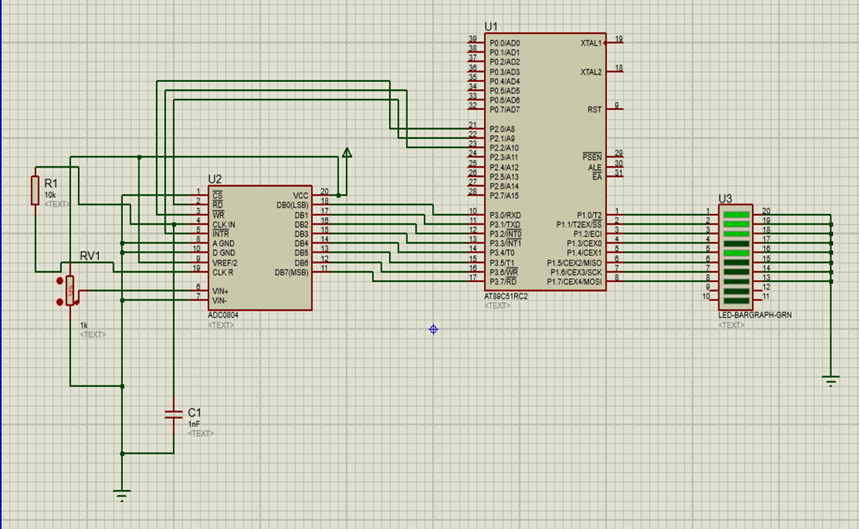 U1
39 P0.0/AD0 XTAL1 19
38 P0.1/AD1
37 P0.2/AD2
36 P0.3/AD3 XTAL2 18
35 P0.4/AD4
34 P0.5/AD5
33 P0.6/AD6
32 P0.7/AD7 RST 9
21 P2.0/A8
22 P2.1/A9
23 P2.2/A10
24 P2.3/A11 PSEN 29
25 P2.4/A12 ALE 30
26 P2.5/A13 EA 31
27 P2.6/A14
28 P2.7/A15
10 P3.0/RXD P1.0/T2 1
11 P3.1/TXD P1.1/T2EX/SS 2
12 P3.2/INT0 P1.2/ECI 3
13 P3.3/INT1 P1.3/CEX0 4
14 P3.4/T0 P1.4/CEX1 5
15 P3.5/T1 P1.5/CEX2/MISO 6
16 P3.6/WR P1.6/CEX3/SCK 7
17 P3.7/RD P1.7/CEX4/MOSI 8
AT89C51RC2
<TEXT>
U2
1 CS VCC 20
2 RD DB0(LSB) 18
3 WR DB1 17
4 CLK IN DB2 16
5 INTR DB3 15
8 A GND DB4 14
10 D GND DB5 13
9 VREF/2 DB6 12
19 CLK R DB7(MSB) 11
6 VIN+
7 VIN-
ADC0804
<TEXT>
R1
10k
<TEXT>
RV1
1k
<TEXT>
C1
1nF
<TEXT>
U3
1 20
2 19
3 18
4 17
5 16
6 15
7 14
8 13
9 12
10 11
LED-BARGRAPH-GRN
<TEXT>